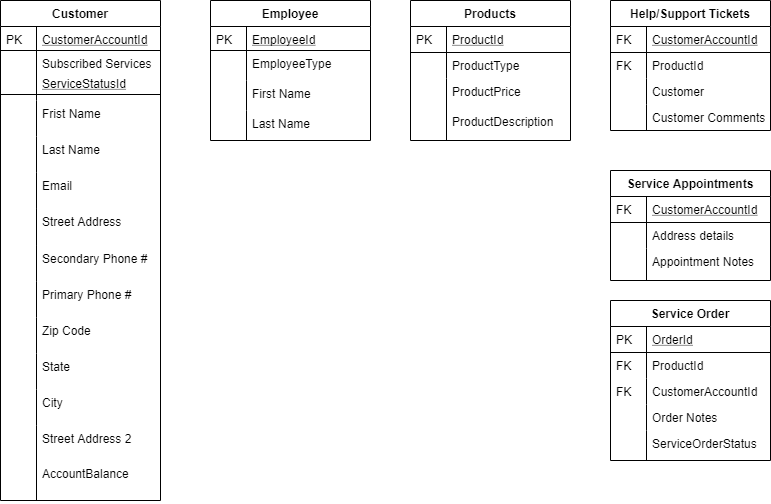 Customer
PK CustomerAccountId
Subscribed Services
ServiceStatusId
Frist Name
Last Name
Email
Street Address
Secondary Phone #
Primary Phone #
Zip Code
State
City
Street Address 2
AccountBalance
Employee
PK EmployeeId
EmployeeType
First Name
Last Name
Products
PK ProductId
ProductType
ProductPrice
ProductDescription
Help/Support Tickets
FK CustomerAccountId
FK ProductId
Customer
Customer Comments
Service Appointments
FK CustomerAccountId
Address details
Appointment Notes
Service Order
PK OrderId
FK ProductId
FK CustomerAccountId
Order Notes
ServiceOrderStatus